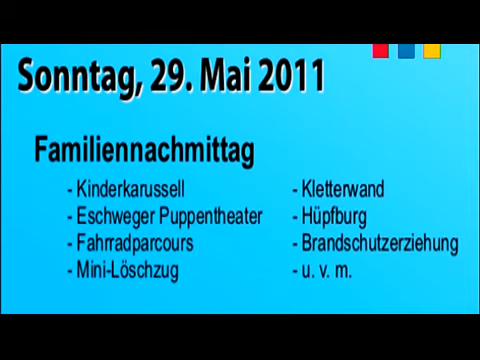 Sonntag, 29. Mai 2011
Familiennachmittag
- Kinderkarussell
- Eschweger Puppentheater
- Fahrradparcours
- Mini-Löschzug
- Kletterwand
- Hüpfburg
- Brandschutzerziehung
- u. v. m.